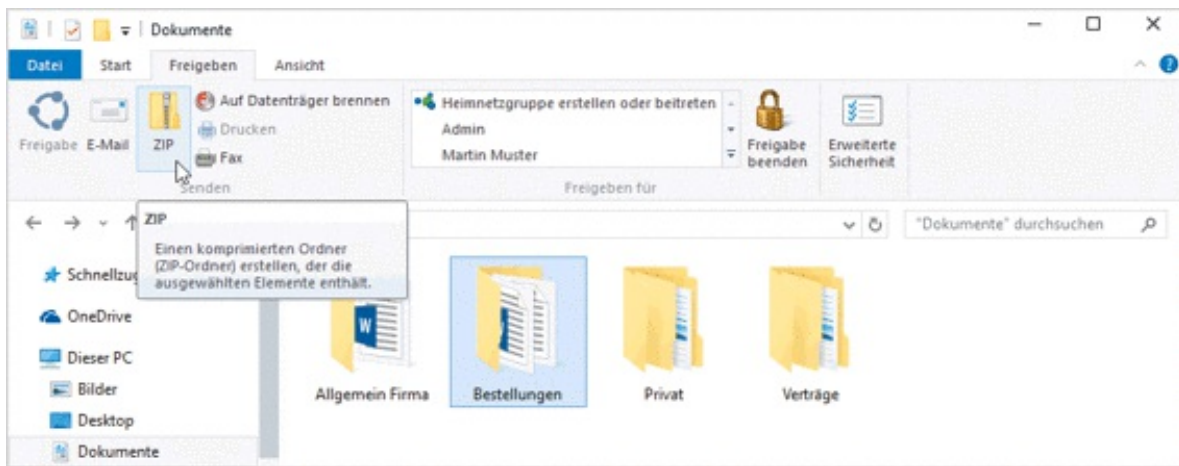 Dokumente
Datei Start Freigeben Ansicht
Freigabe E-Mail ZIP
Auf Datenträger brennen
Drucken
Fax
Senden
Heimnetzgruppe erstellen oder beitreten
Admin
Martin Muster
Freigeben für
Freigabe
beenden
Erweiterte
Sicherheit
"Dokumente" durchsuchen
ZIP
Einen komprimierten Ordner
(ZIP-Ordner) erstellen, der die
ausgewählten Elemente enthält.
Schnellzug
OneDrive
Dieser PC
Bilder
Desktop
Dokumente
Allgemein Firma Bestellungen Privat Verträge